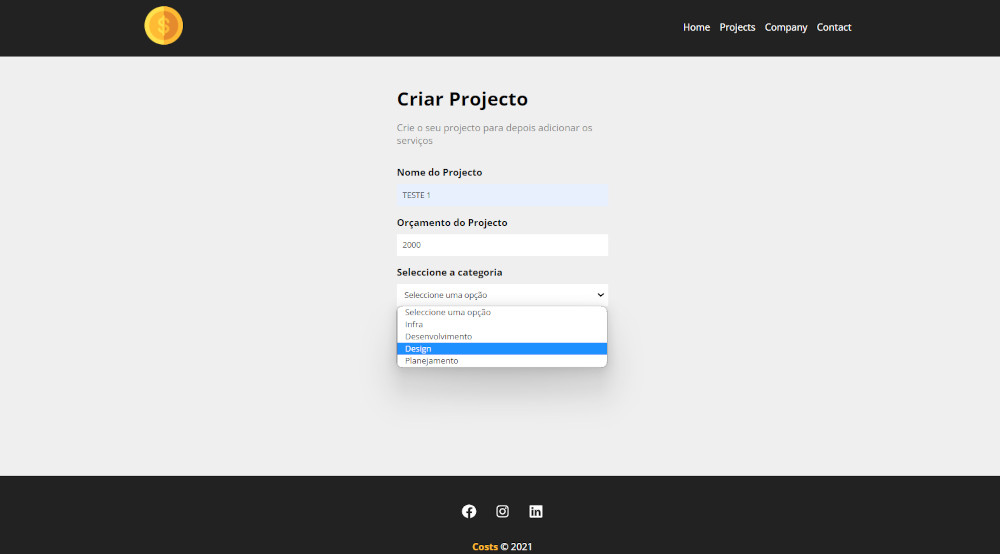 $
Home Projects Company Contact
Criar Projecto
Crie o seu projecto para depois adicionar os
serviços
Nome do Projecto
TESTE 1
Orçamento do Projecto
2000
Seleccione a categoria
Seleccione uma opção
Seleccione uma opção
Infra
Desenvolvimento
Design
Planejamento
Costs © 2021